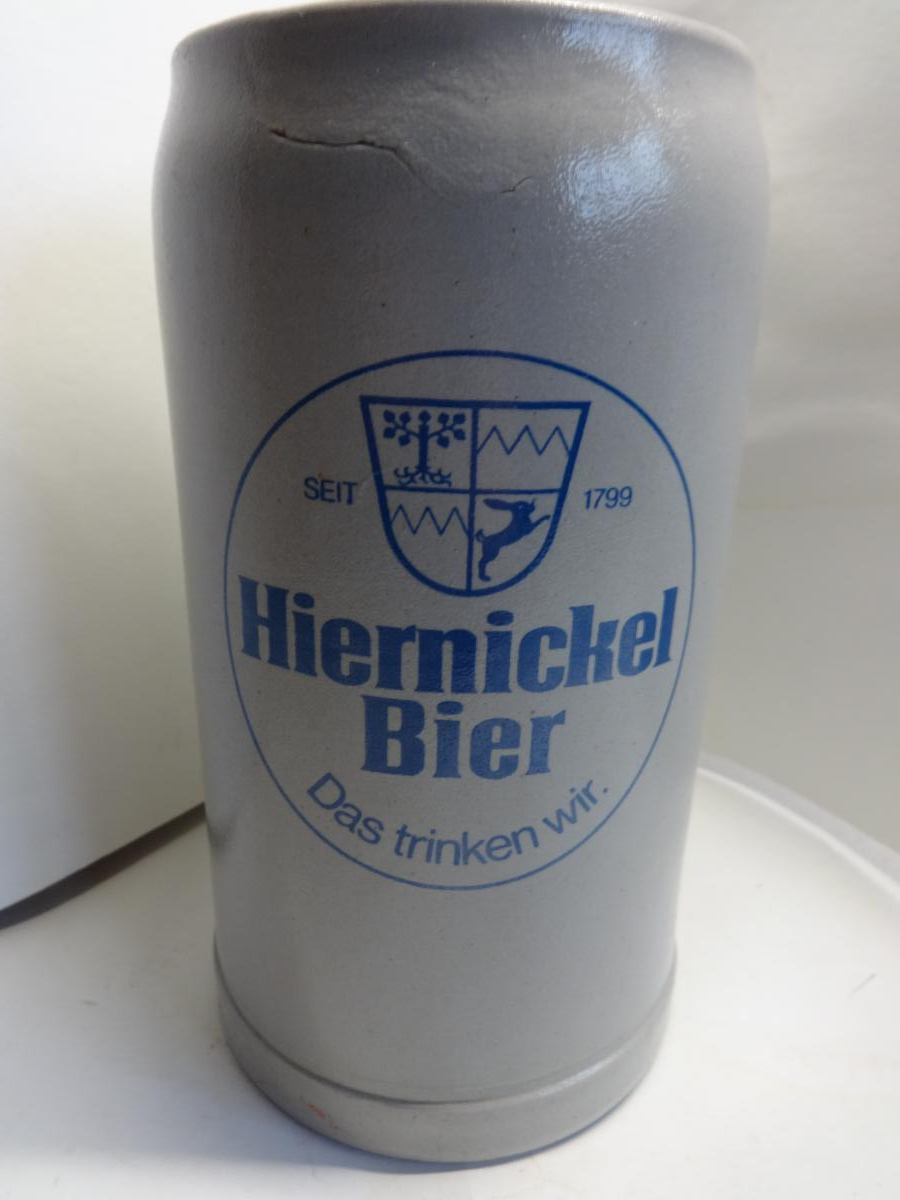 SEIT 1799
Hiernickel
Bier
Das trinken wir.